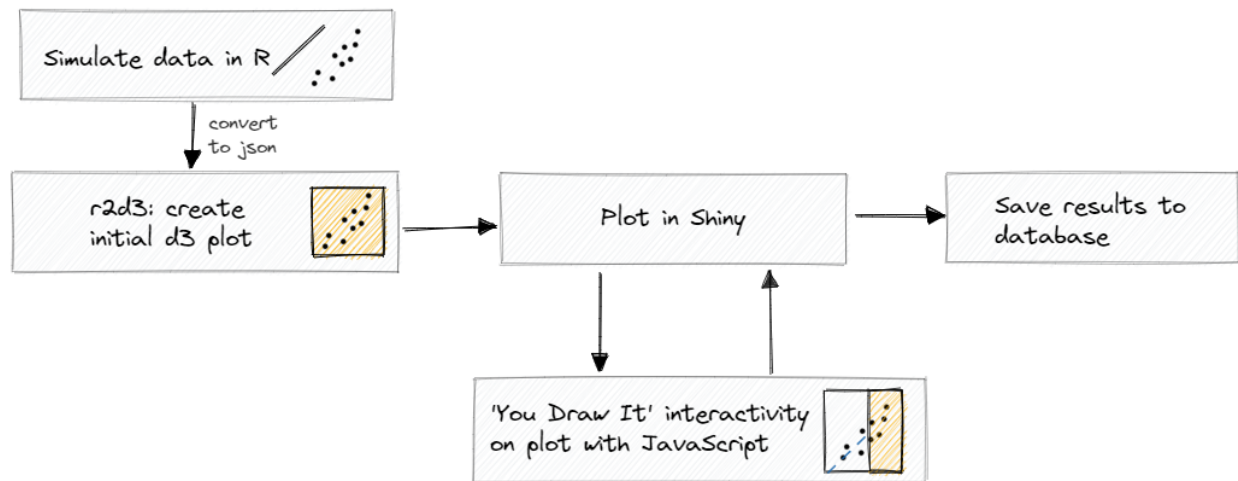 Simulate data in R
convert
to json
r2d3: create
initial d3 plot
Plot in Shiny
Save results to
database
'You Draw It' interactivity
on plot with JavaScript